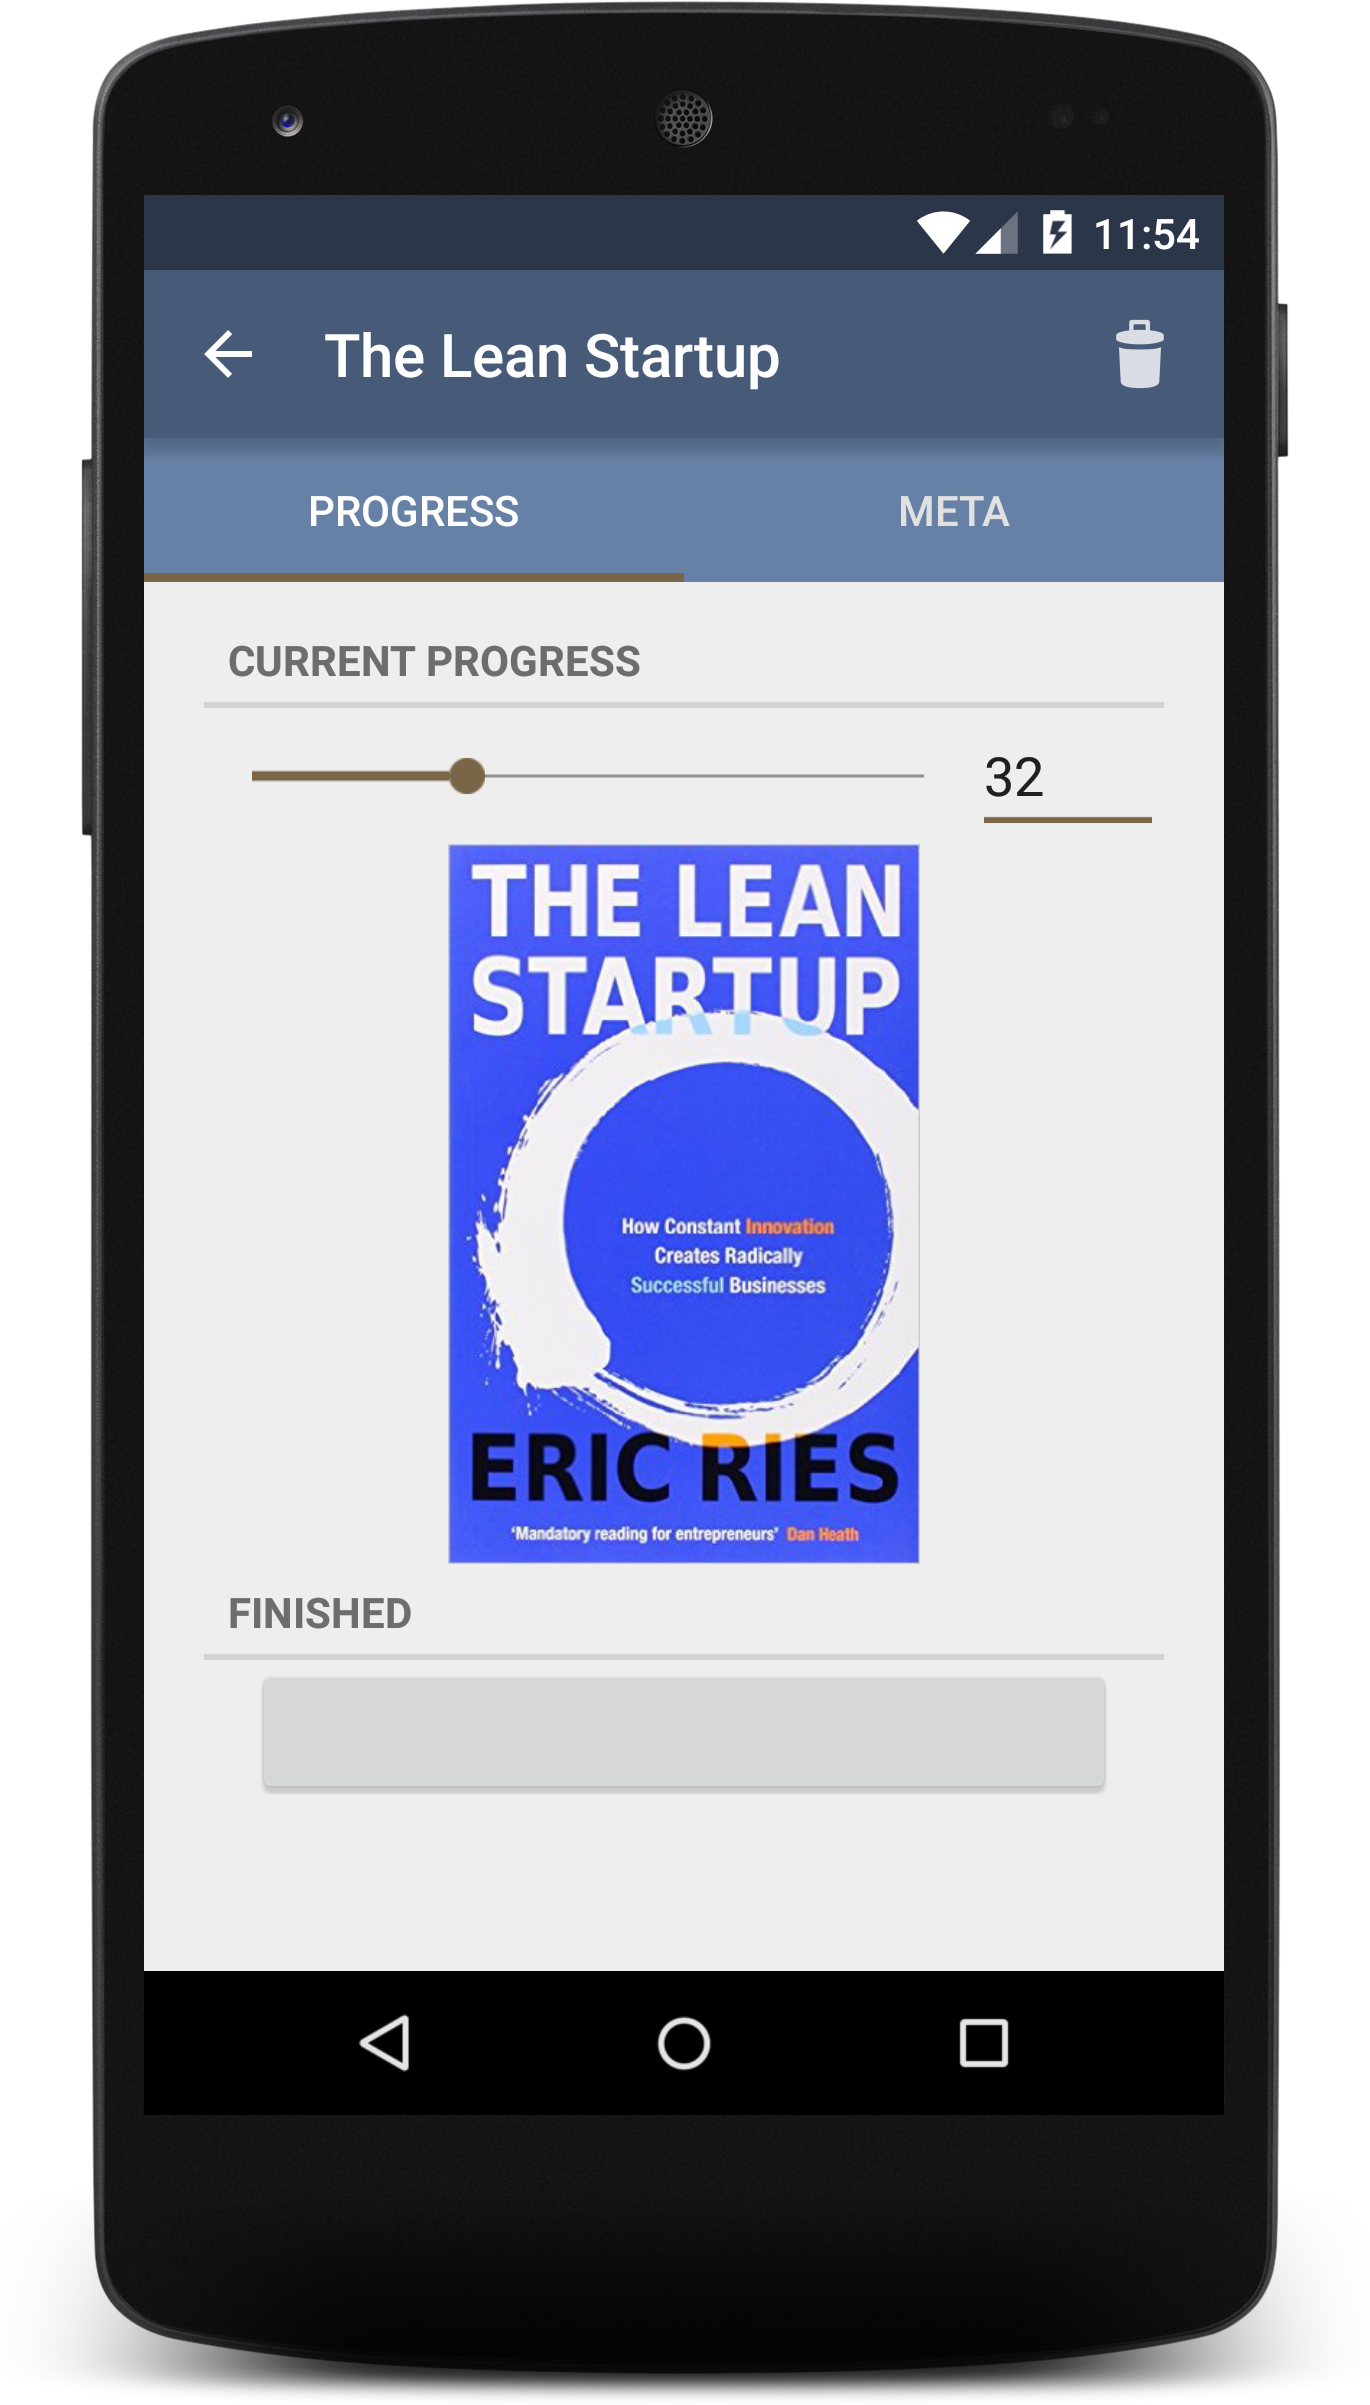 11:54
The Lean Startup
PROGRESS
META
CURRENT PROGRESS
32
THE LEAN
STARTUP
How Constant Innovation
Creates Radically
Successful Businesses
ERIC RIES
‘Mandatory reading for entrepreneurs’ Dan Heath
FINISHED